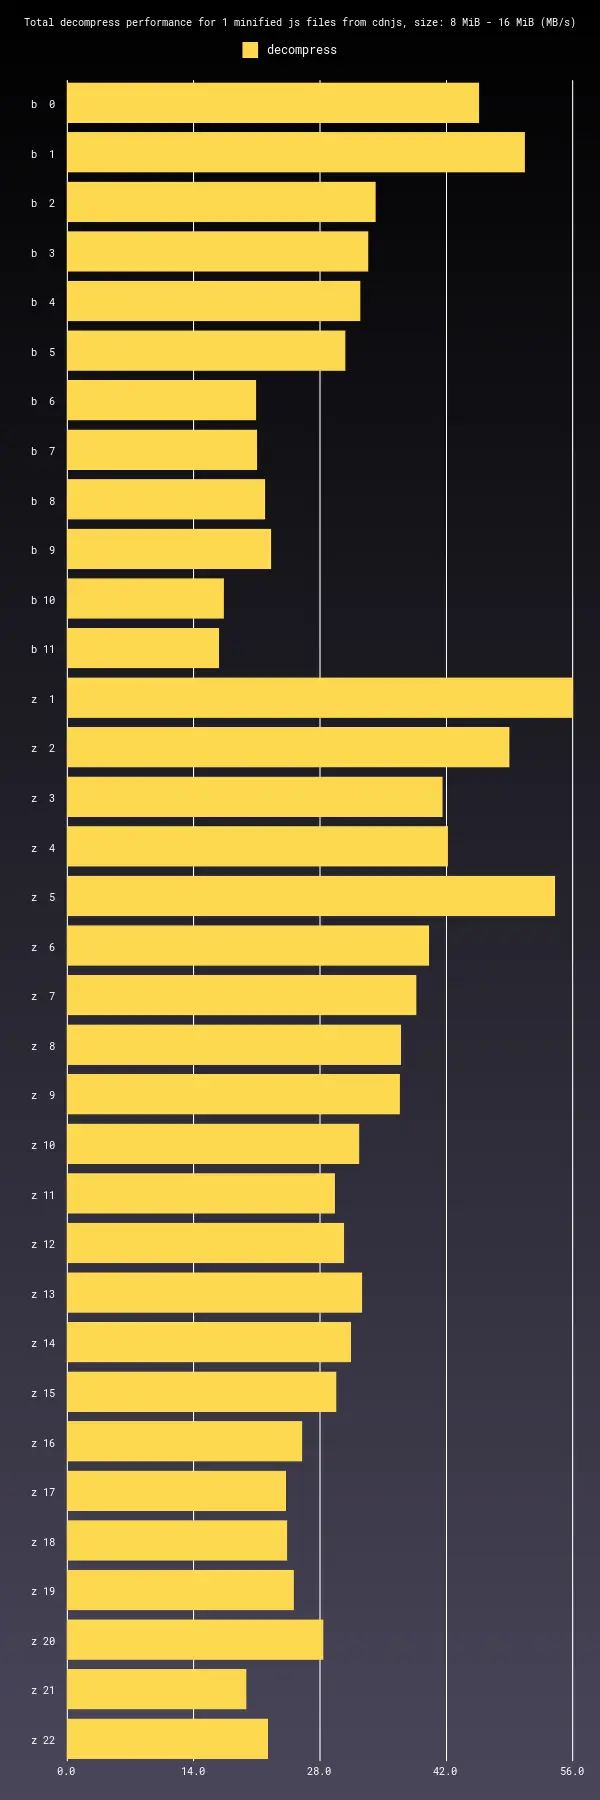 Total decompress performance for 1 minified js files from cdnjs, size: 8 MiB - 16 MiB (MB/s)
decompress
b  0
b  1
b  2
b  3
b  4
b  5
b  6
b  7
b  8
b  9
b 10
b 11
z  1
z  2
z  3
z  4
z  5
z  6
z  7
z  8
z  9
z 10
z 11
z 12
z 13
z 14
z 15
z 16
z 17
z 18
z 19
z 20
z 21
z 22
0.0 14.0 28.0 42.0 56.0